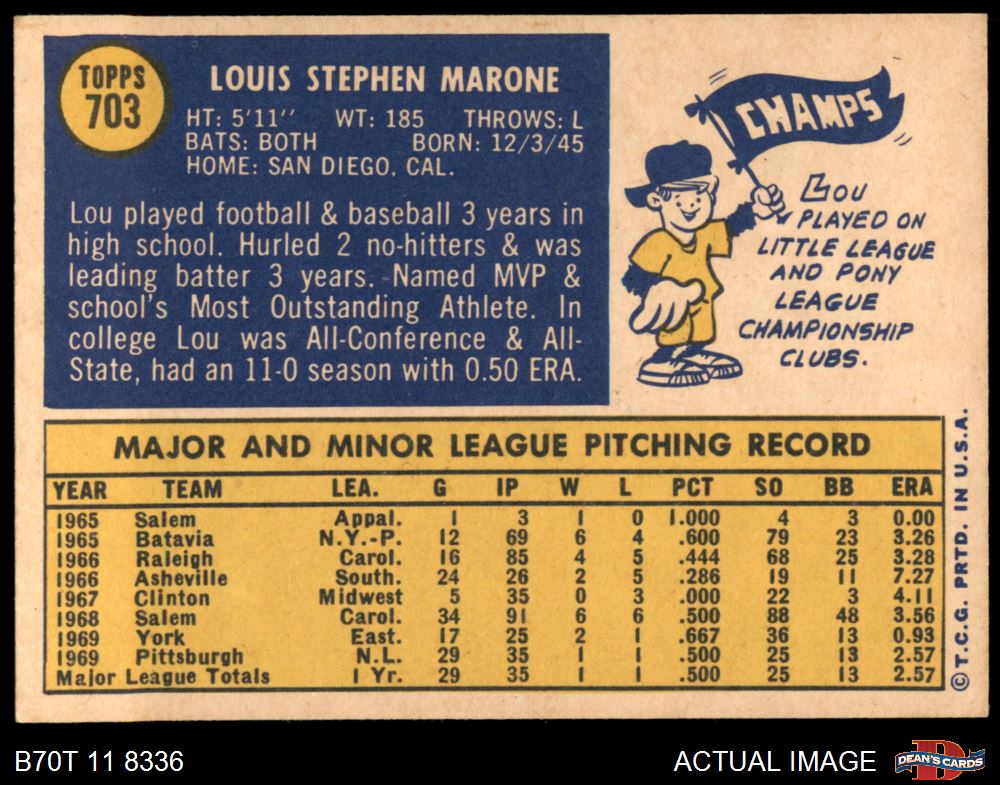 TOPPS
703
LOUIS STEPHEN MARONE
HT: 5'11" WT: 185 THROWS: L
BATS: BOTH BORN: 12/3/45
HOME: SAN DIEGO, CAL.
Lou played football & baseball 3 years in
high school. Hurled 2 no-hitters & was
leading batter 3 years. Named MVP &
school's Most Outstanding Athlete. In
college Lou was All-Conference & All-
State, had an 11-0 season with 0.50 ERA.
CHAMPS
LOU
PLAYED ON
LITTLE LEAGUE
AND PONY
LEAGUE
CHAMPIONSHIP
CLUBS.
MAJOR AND MINOR LEAGUE PITCHING RECORD
YEAR TEAM LEA. G IP W L PCT SO BB ERA
1965 Salem Appal. 1 3 1 0 1.000 4 3 0.00
1965 Batavia N.Y.-P. 12 69 6 4 .600 79 23 3.26
1966 Raleigh Carol. 16 85 4 5 .444 68 25 3.28
1966 Asheville South. 24 26 2 5 .286 19 11 7.27
1967 Clinton Midwest 5 35 0 3 .000 22 3 4.11
1968 Salem Carol. 34 91 6 6 .500 88 48 3.56
1969 York East. 17 25 2 1 .667 36 13 0.93
1969 Pittsburgh N.L. 29 35 1 1 .500 25 13 2.57
Major League Totals 1 Yr. 29 35 1 1 .500 25 13 2.57
©T.C.G. PRTD. IN U.S.A.
B70T 11 8336
ACTUAL IMAGE
DEAN'S CARDS